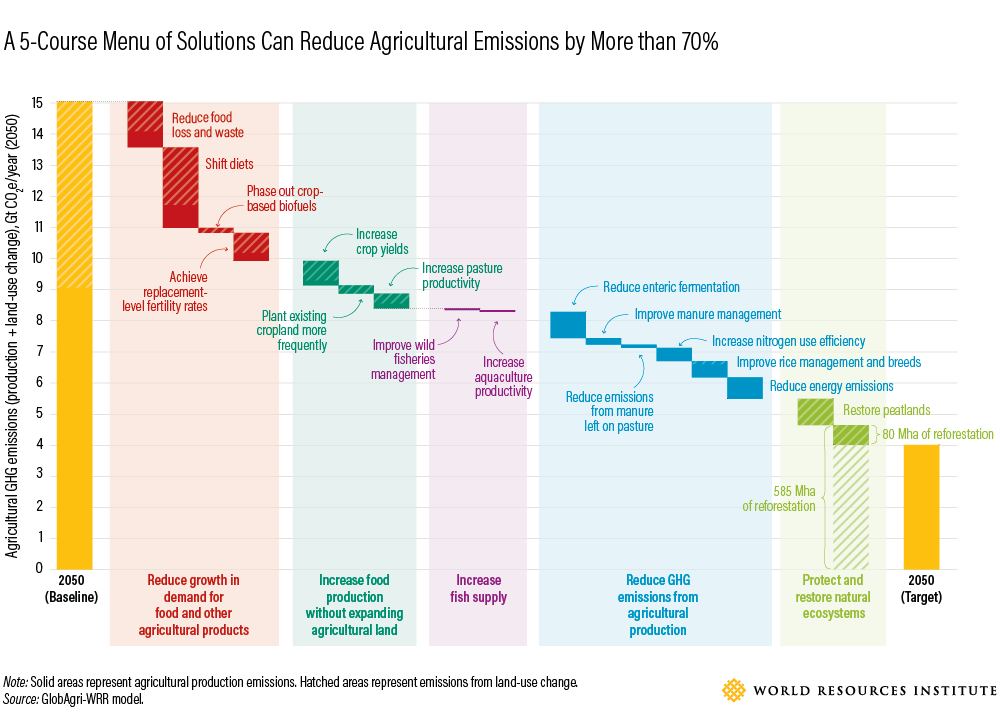 A 5-Course Menu of Solutions Can Reduce Agricultural Emissions by More than 70%
Agricultural GHG emissions (production + land-use change), Gt CO2e/year (2050)
15
14
13
12
11
10
9
8
7
6
5
4
3
2
1
0
Reduce food
loss and waste
Shift diets
Phase out crop-
based biofuels
Achieve
replacement-
level fertility rates
Increase
crop yields
Increase pasture
productivity
Plant existing
cropland more
frequently
Improve wild
fisheries
management
Increase
aquaculture
productivity
Reduce enteric fermentation
Improve manure management
Increase nitrogen use efficiency
Improve rice management and breeds
Reduce energy emissions
Reduce emissions
from manure
left on pasture
Restore peatlands
80 Mha of reforestation
585 Mha
of reforestation
2050
(Baseline)
Reduce growth in
demand for
food and other
agricultural products
Increase food
production
without expanding
agricultural land
Increase
fish supply
Reduce GHG
emissions from
agricultural
production
Protect and
restore natural
ecosystems
2050
(Target)
Note: Solid areas represent agricultural production emissions. Hatched areas represent emissions from land-use change.
Source: GlobAgri-WRR model.
WORLD RESOURCES INSTITUTE